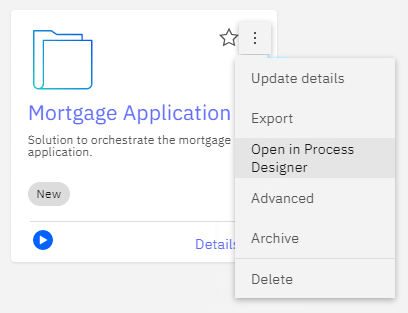 Mortgage Application
Solution to orchestrate the mortgage
application.
New
Details
Update details
Export
Open in Process
Designer
Advanced
Archive
Delete